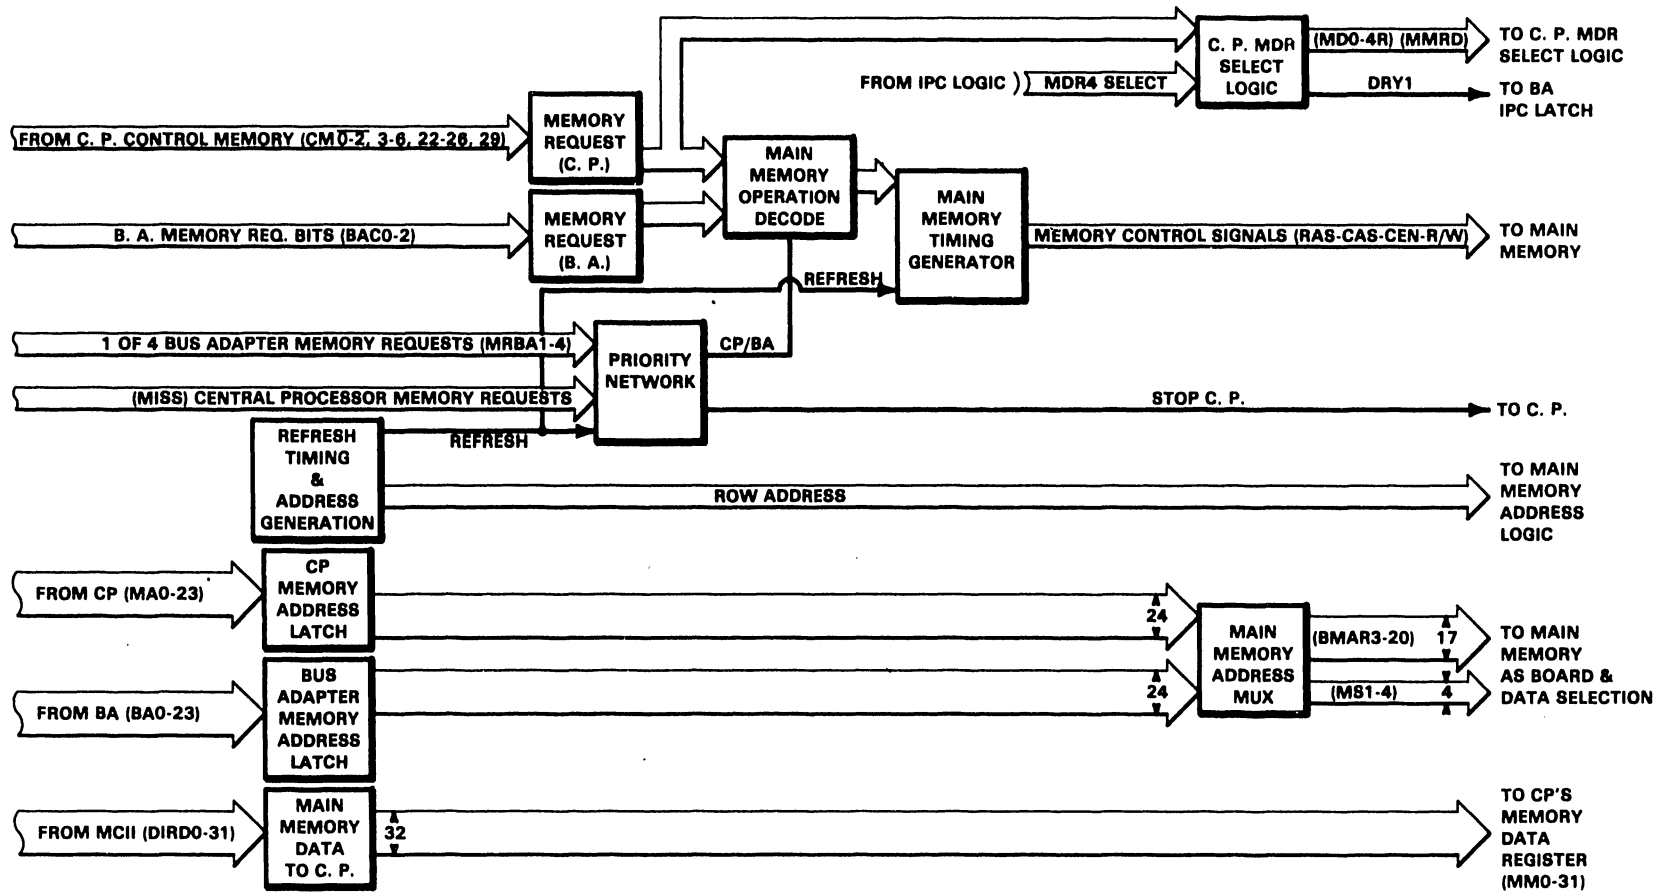 C. P. MDR
SELECT
LOGIC
(MD0-4R) (MMRD)
TO C. P. MDR
SELECT LOGIC
FROM IPC LOGIC
MDR4 SELECT
DRY1
TO BA
IPC LATCH
FROM C. P. CONTROL MEMORY (CM0-2, 3-6, 22-26, 29)
MEMORY
REQUEST
(C. P.)
MAIN
MEMORY
OPERATION
DECODE
B. A. MEMORY REQ. BITS (BAC0-2)
MEMORY
REQUEST
(B. A.)
MAIN
MEMORY
TIMING
GENERATOR
MEMORY CONTROL SIGNALS (RAS-CAS-CEN-R/W)
TO MAIN
MEMORY
REFRESH
1 OF 4 BUS ADAPTER MEMORY REQUESTS (MRBA1-4)
PRIORITY
NETWORK
CP/BA
(MISS) CENTRAL PROCESSOR MEMORY REQUESTS
STOP C. P.
TO C. P.
REFRESH
REFRESH
TIMING
&
ADDRESS
GENERATION
ROW ADDRESS
TO MAIN
MEMORY
ADDRESS
LOGIC
FROM CP (MA0-23)
CP
MEMORY
ADDRESS
LATCH
24
FROM BA (BA0-23)
BUS
ADAPTER
MEMORY
ADDRESS
LATCH
24
MAIN
MEMORY
ADDRESS
MUX
(BMAR3-20)
17
(MS1-4)
4
TO MAIN
MEMORY
AS BOARD &
DATA SELECTION
FROM MCII (DIRD0-31)
MAIN
MEMORY
DATA
TO C. P.
32
TO CP'S
MEMORY
DATA
REGISTER
(MM0-31)